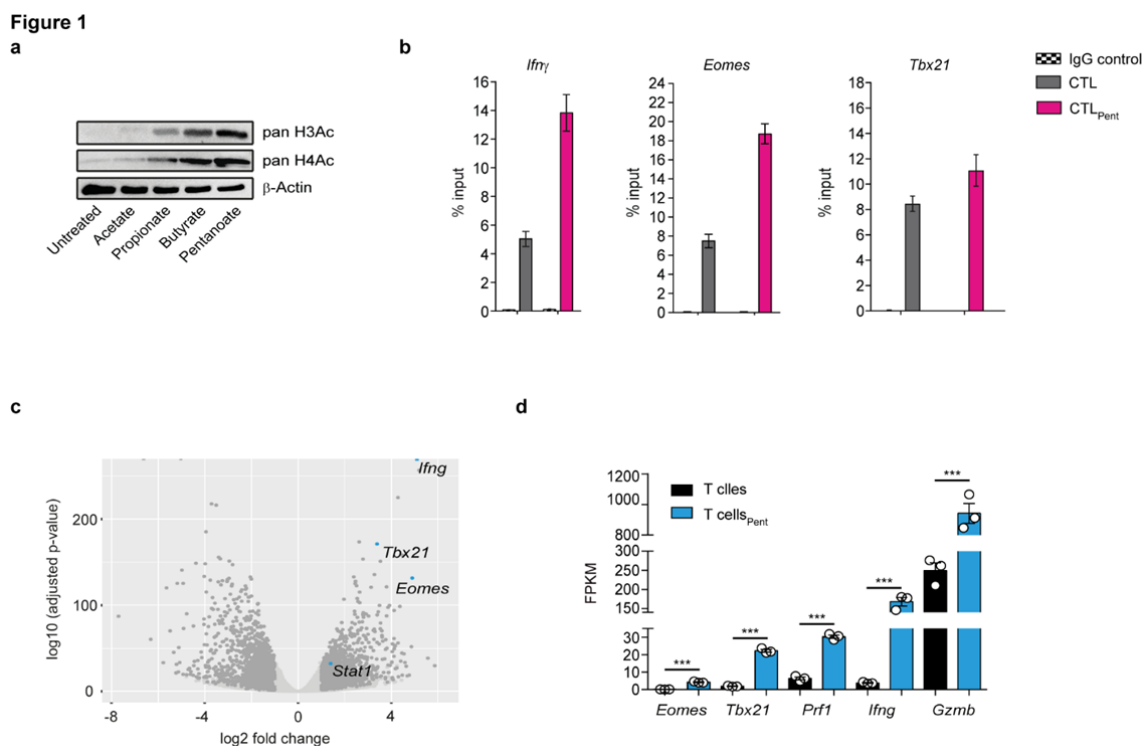 Figure 1
a
pan H3Ac
pan H4Ac
β-Actin
Untreated
Acetate
Propionate
Butyrate
Pentanoate
b
Ifnγ
16
14
12
10
8
6
4
2
0
% input
Eomes
24
22
20
18
16
14
12
10
8
6
4
2
0
% input
Tbx21
18
16
14
12
10
8
6
4
2
0
% input
IgG control
CTL
CTLPent
c
log10 (adjusted p-value)
200
100
0
-8
-4
0
4
log2 fold change
Ifng
Tbx21
Eomes
Stat1
d
FPKM
1200
1000
800
300
250
200
150
30
20
10
0
T clles
T cellsPent
***
***
***
***
***
Eomes
Tbx21
Prf1
Ifng
Gzmb